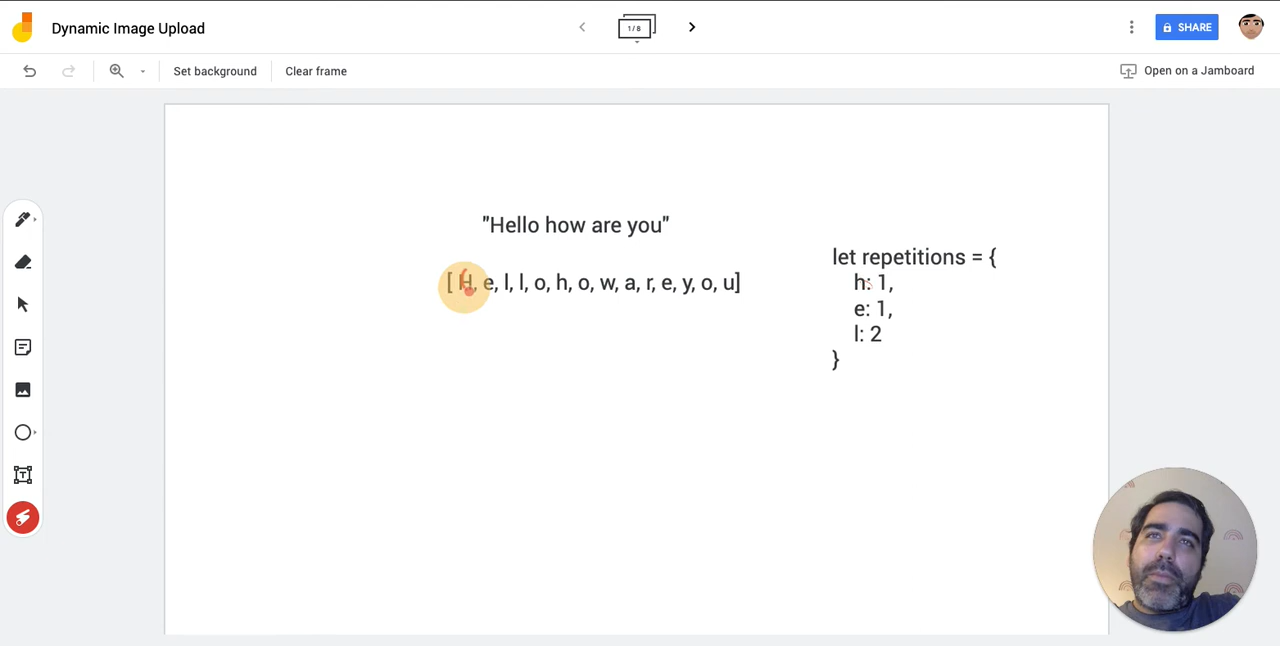 Dynamic Image Upload
1/8
SHARE
Set background
Clear frame
Open on a Jamboard
"Hello how are you"
[ H, e, l, l, o, h, o, w, a, r, e, y, o, u]
let repetitions = {
h: 1,
e: 1,
l: 2
}